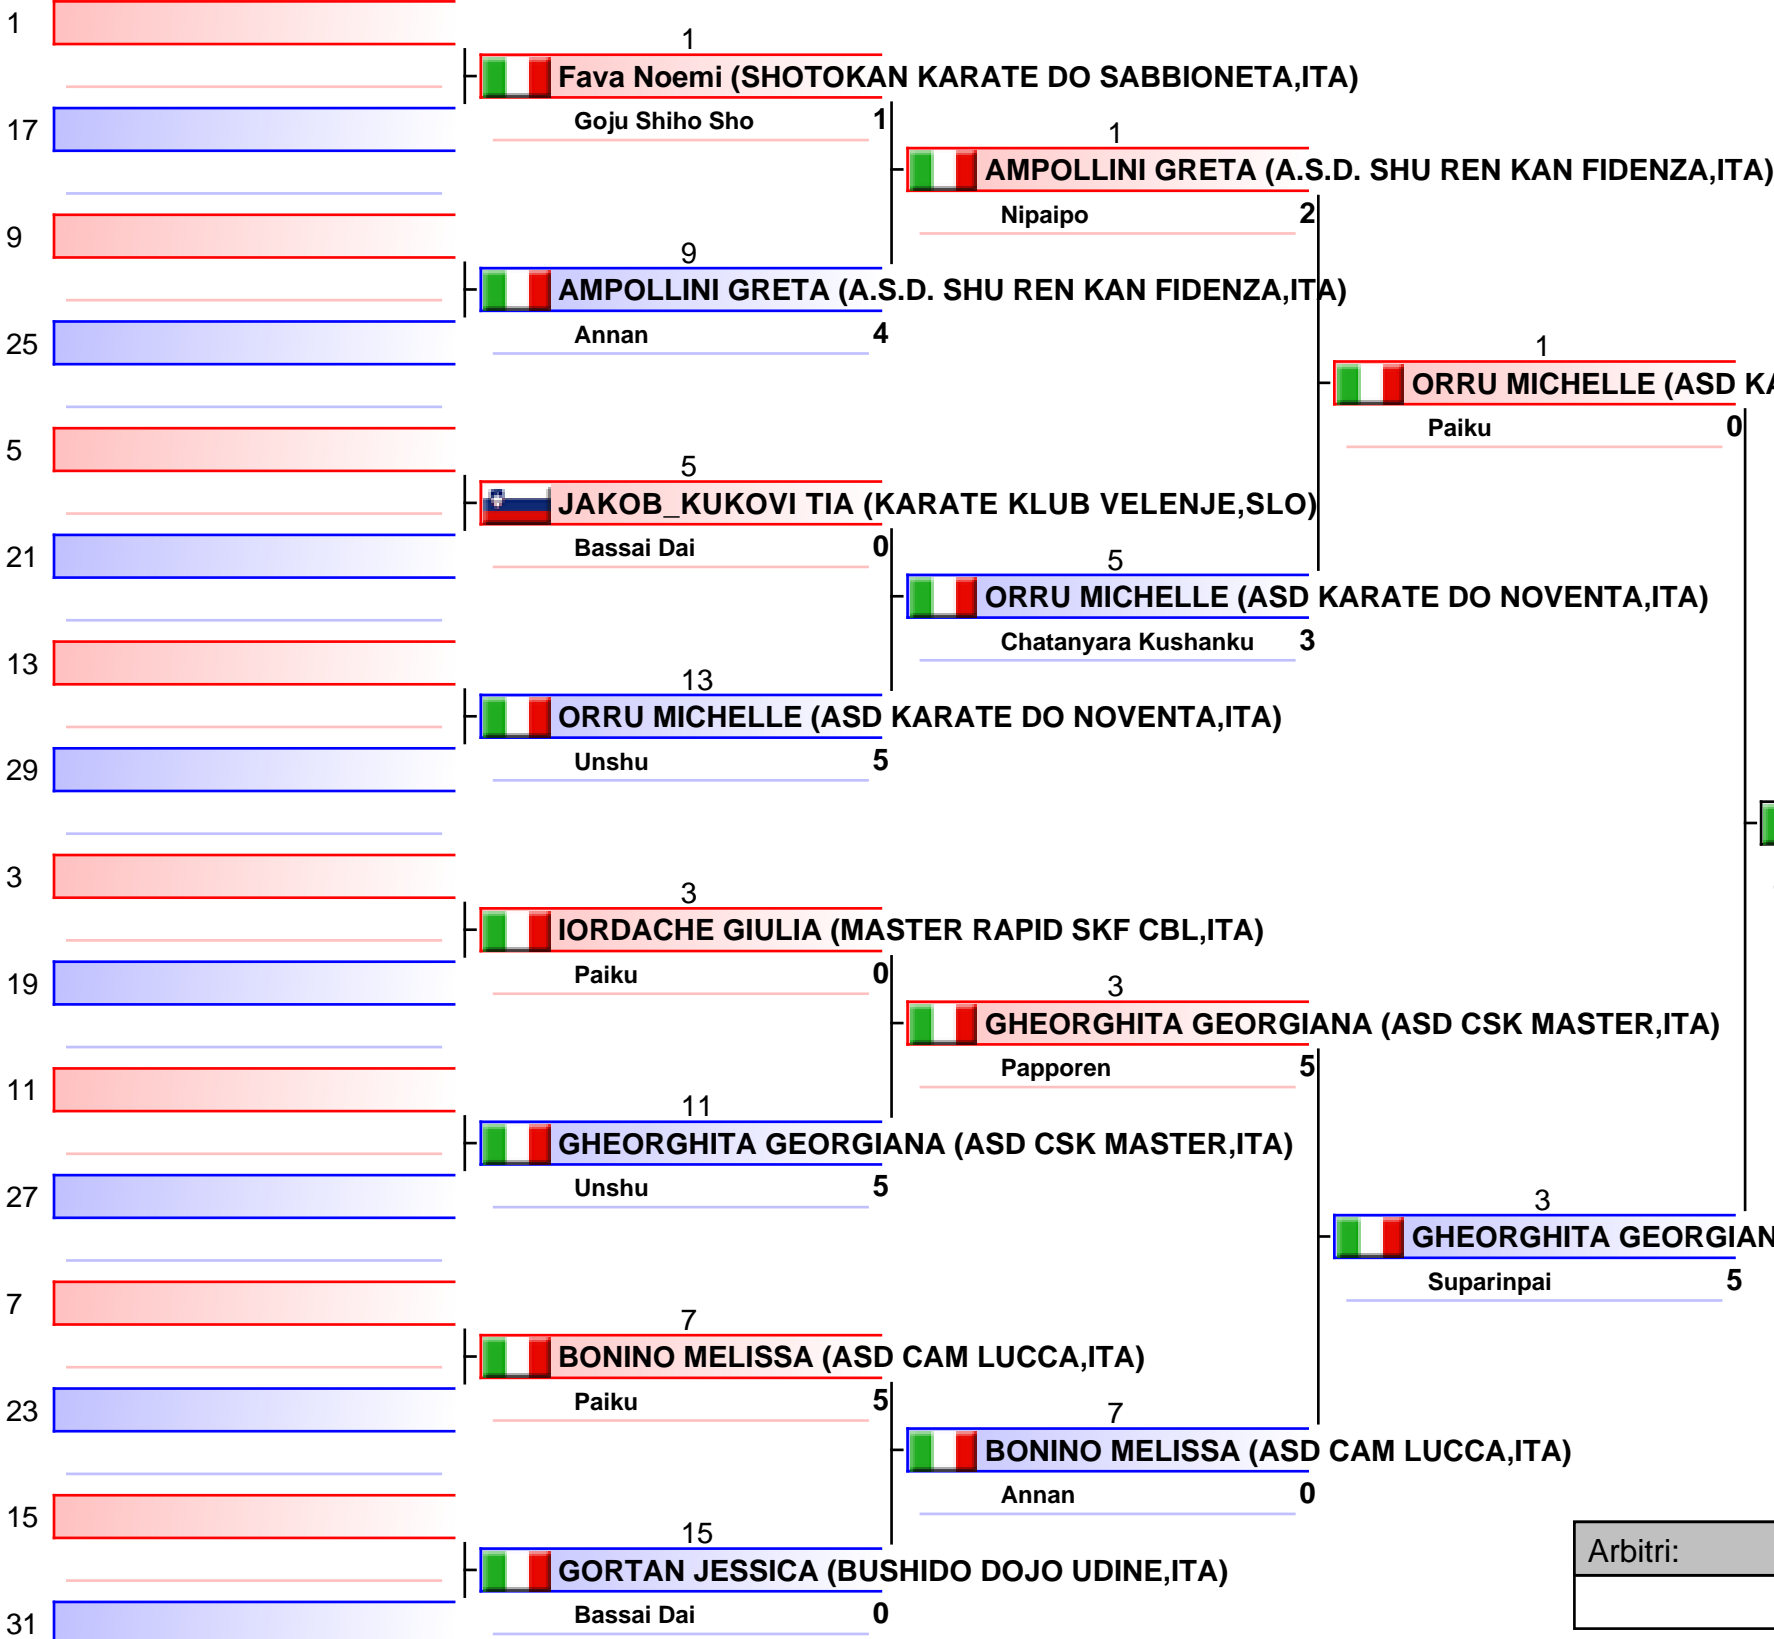 1
1
Fava Noemi (SHOTOKAN KARATE DO SABBIONETA,ITA)
Goju Shiho Sho 1
17
1
AMPOLLINI GRETA (A.S.D. SHU REN KAN FIDENZA,ITA)
Nipaipo 2
9
9
AMPOLLINI GRETA (A.S.D. SHU REN KAN FIDENZA,ITA)
Annan 4
25
1
ORRU MICHELLE (ASD KA
Paiku 0
5
5
JAKOB_KUKOVI TIA (KARATE KLUB VELENJE,SLO)
Bassai Dai 0
21
5
ORRU MICHELLE (ASD KARATE DO NOVENTA,ITA)
Chatanyara Kushanku 3
13
13
ORRU MICHELLE (ASD KARATE DO NOVENTA,ITA)
Unshu 5
29
3
3
IORDACHE GIULIA (MASTER RAPID SKF CBL,ITA)
Paiku 0
19
3
GHEORGHITA GEORGIANA (ASD CSK MASTER,ITA)
Papporen 5
11
11
GHEORGHITA GEORGIANA (ASD CSK MASTER,ITA)
Unshu 5
27
3
GHEORGHITA GEORGIAN
Suparinpai 5
7
7
BONINO MELISSA (ASD CAM LUCCA,ITA)
Paiku 5
23
7
BONINO MELISSA (ASD CAM LUCCA,ITA)
Annan 0
15
15
GORTAN JESSICA (BUSHIDO DOJO UDINE,ITA)
Bassai Dai 0
31
Arbitri: